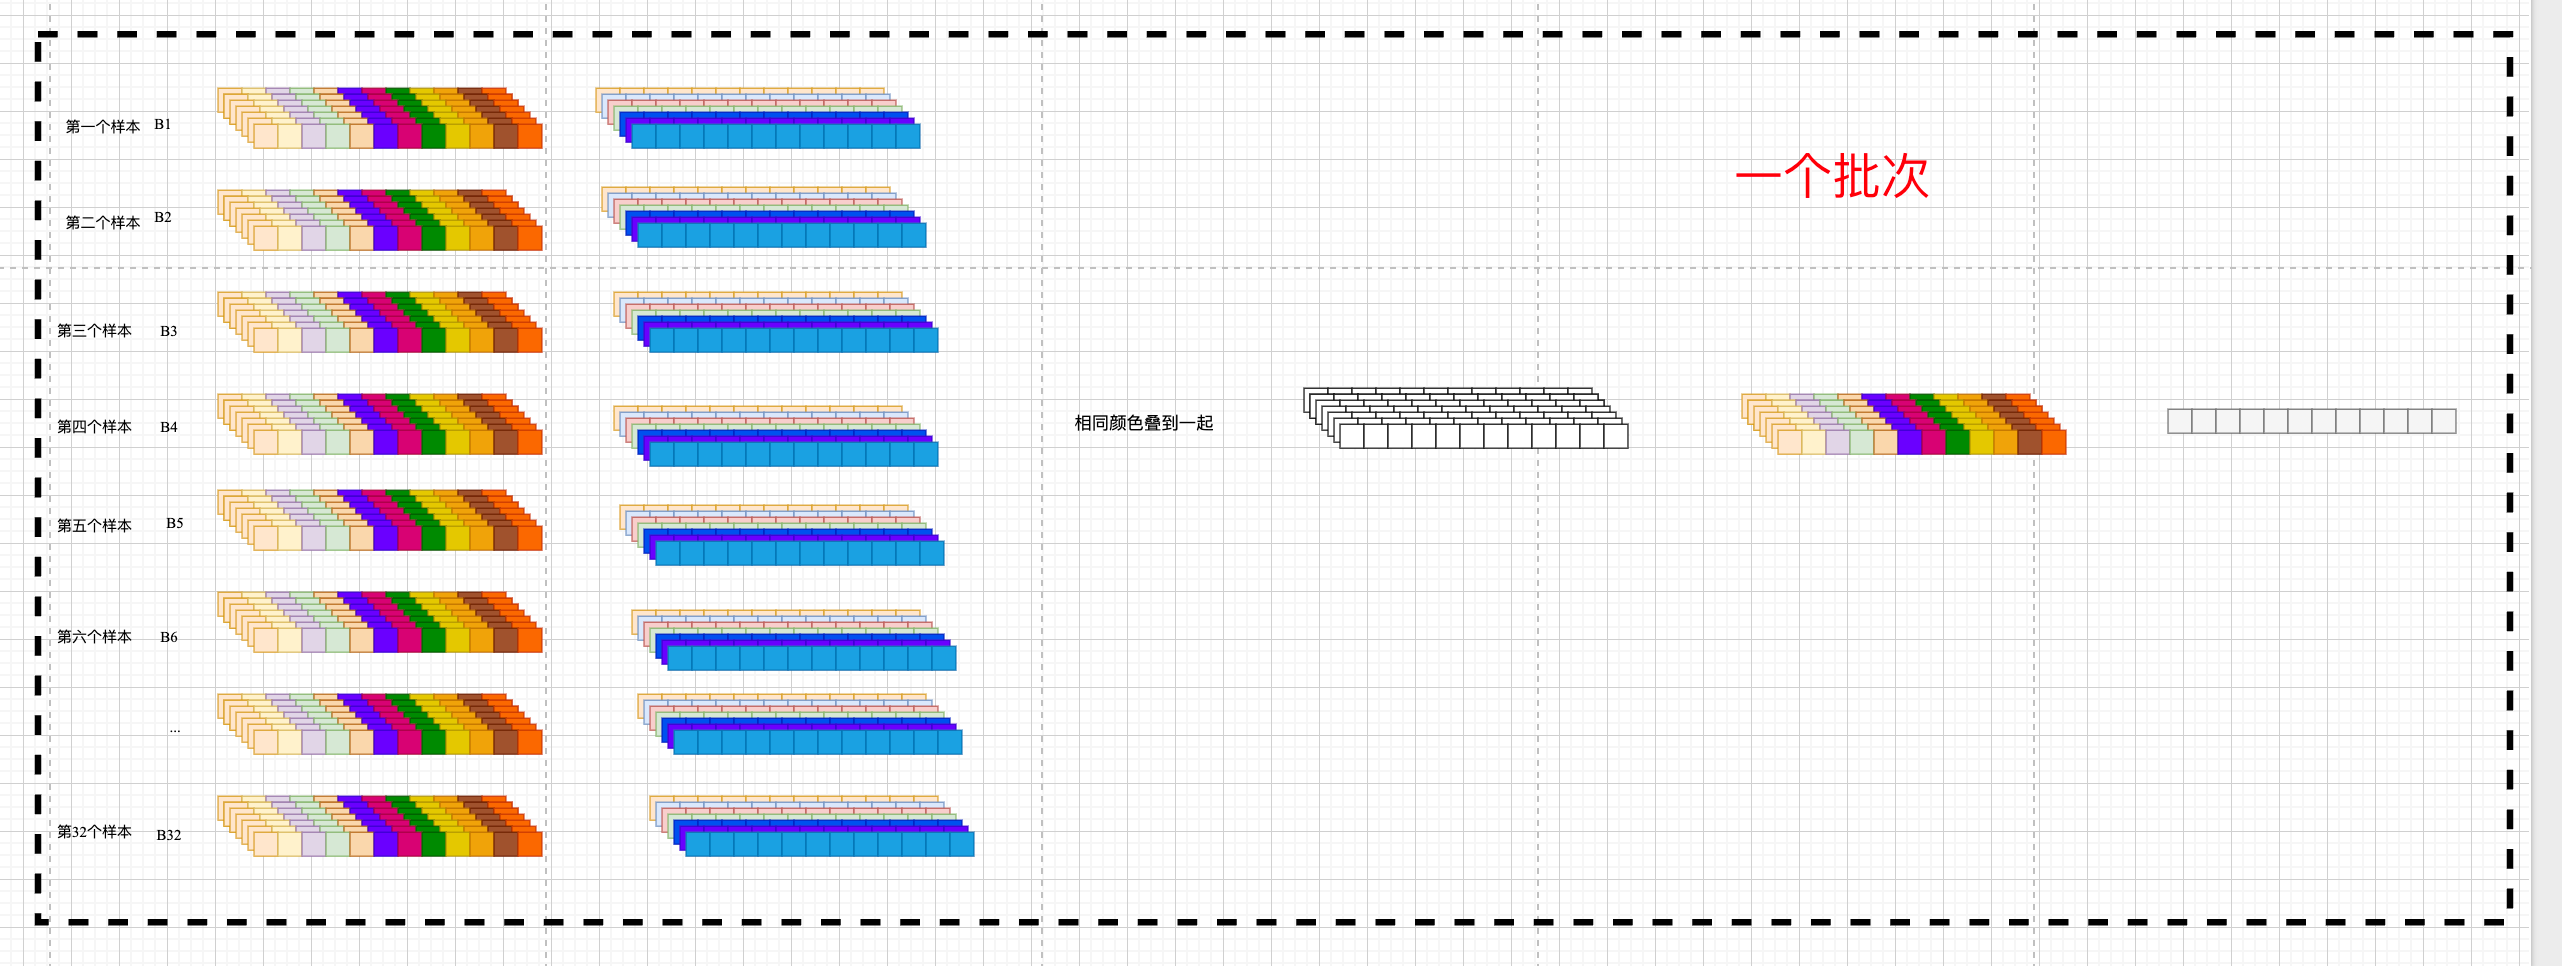 第一个样本 B1
一个批次
第二个样本 B2
第三个样本 B3
第四个样本 B4
相同颜色叠到一起
第五个样本 B5
第六个样本 B6
...
第32个样本 B32